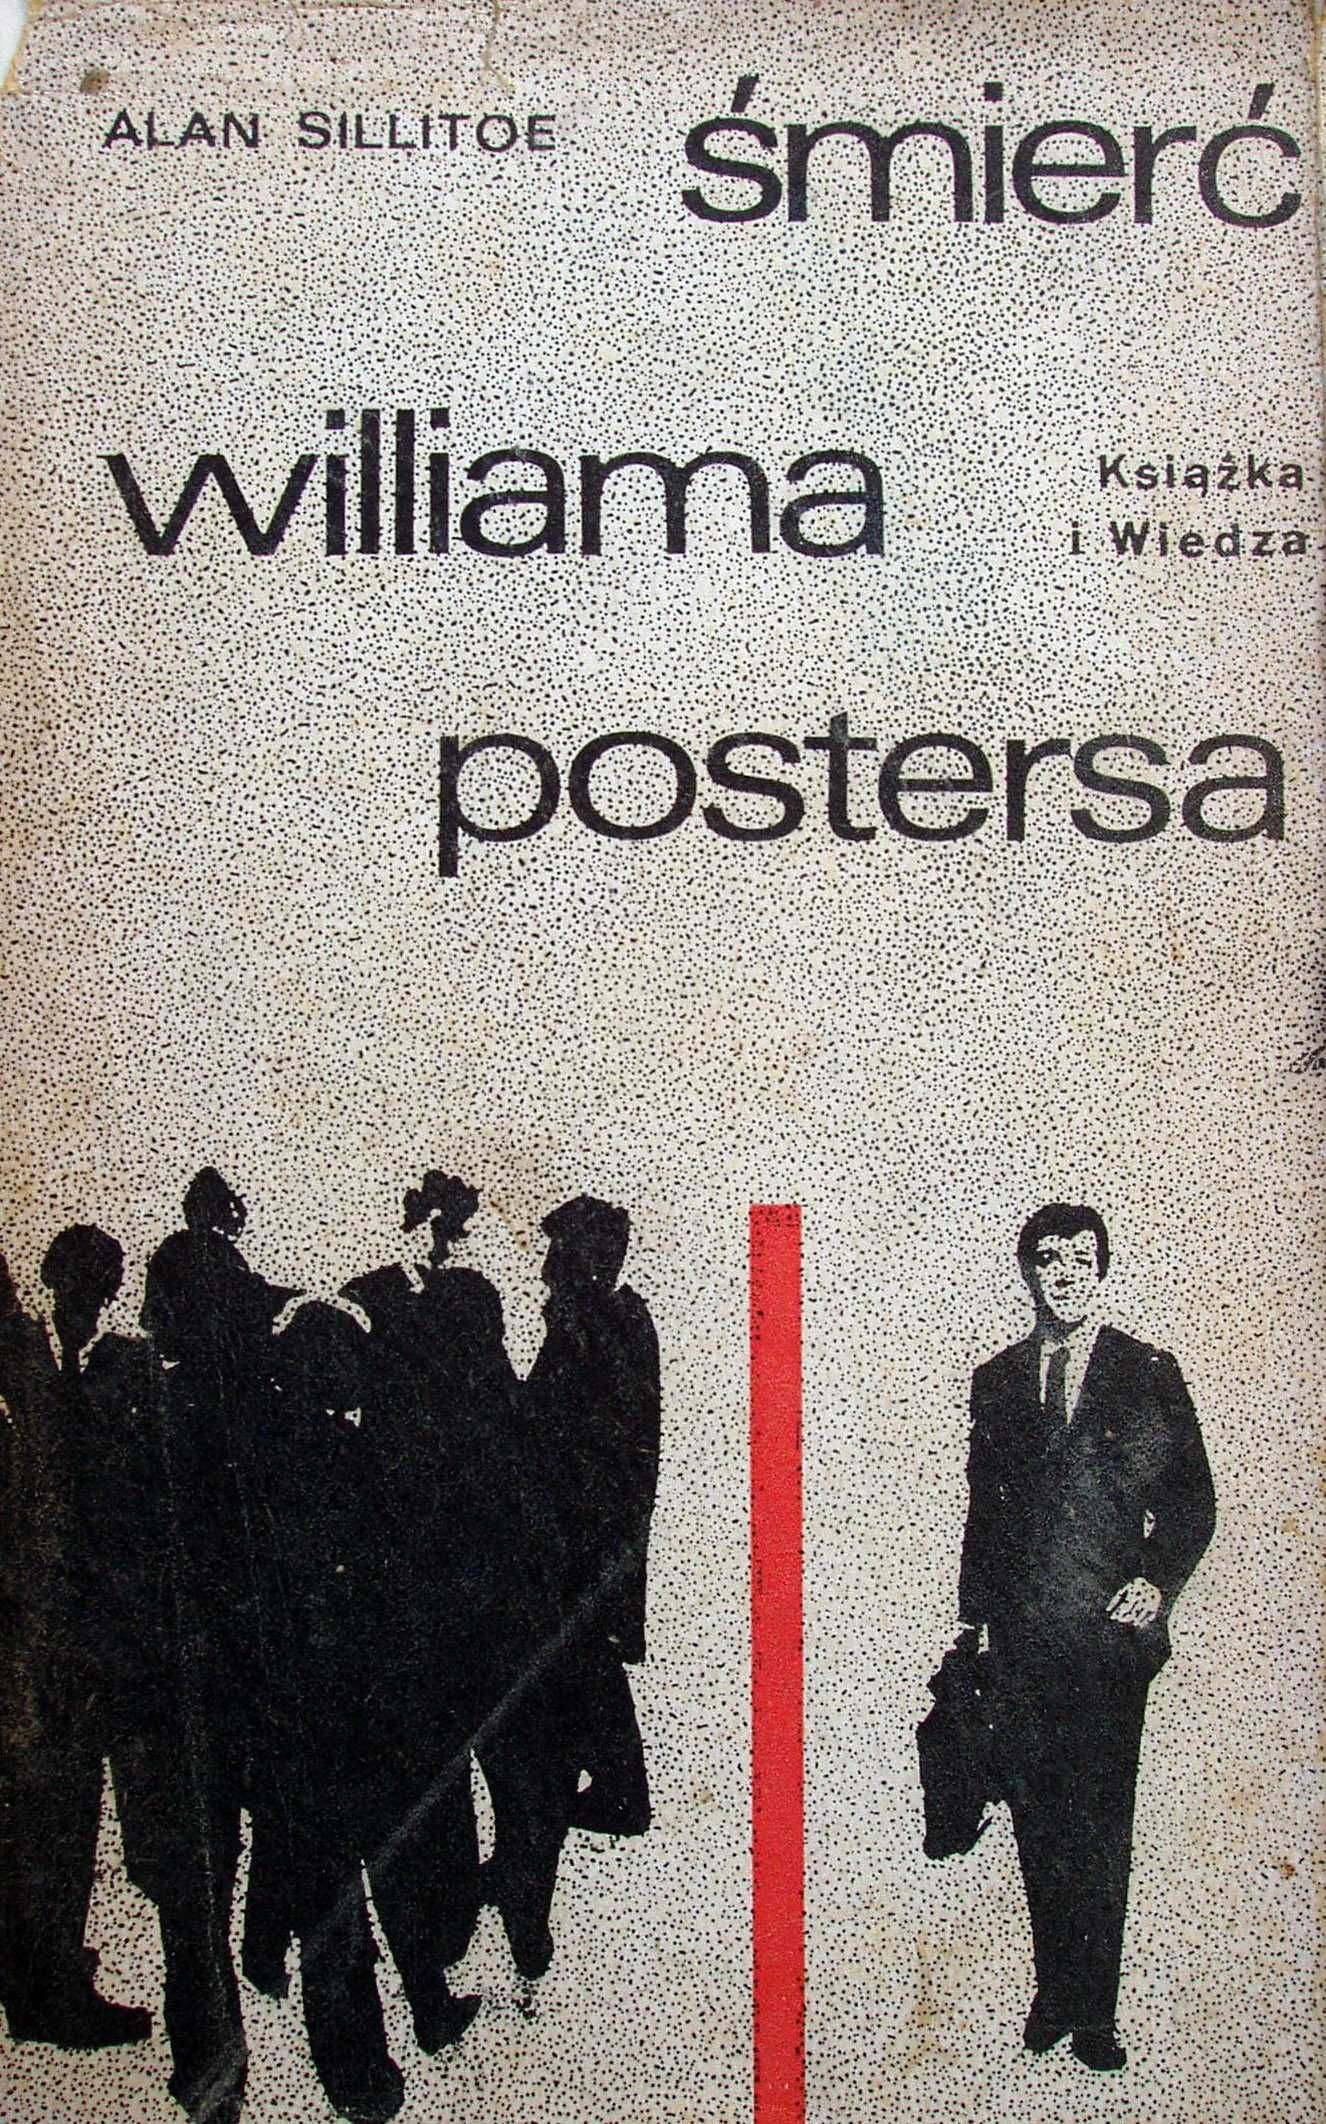 ALAN SILLITOE
śmierć
williama
Książka
i Wiedza
postersa